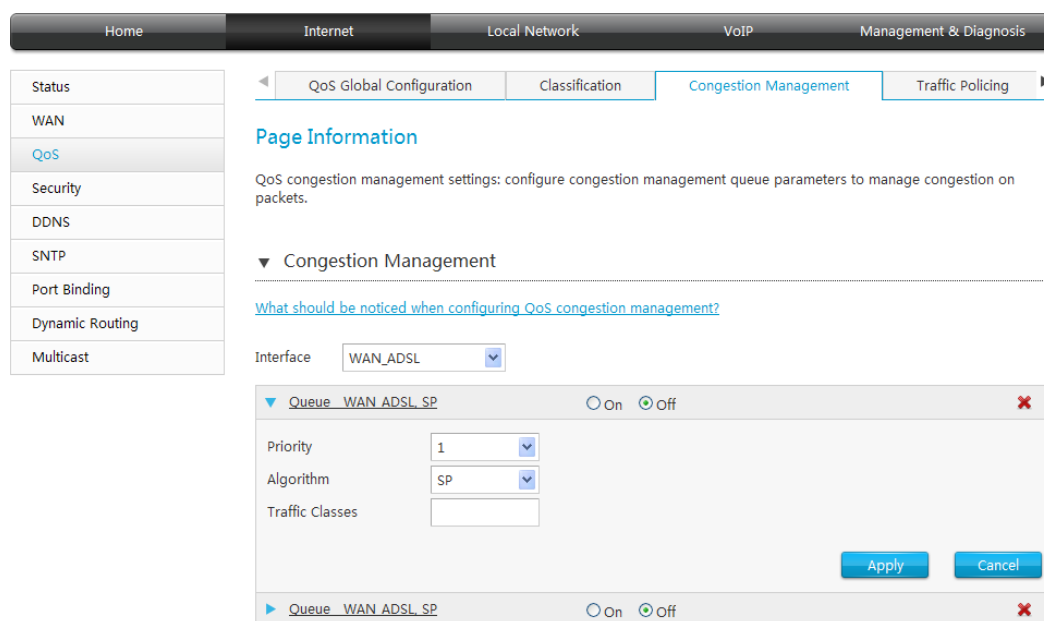 Home Internet Local Network VoIP Management & Diagnosis
Status
WAN
QoS
Security
DDNS
SNTP
Port Binding
Dynamic Routing
Multicast
QoS Global Configuration Classification Congestion Management Traffic Policing
Page Information
QoS congestion management settings: configure congestion management queue parameters to manage congestion on
packets.
Congestion Management
What should be noticed when configuring QoS congestion management?
Interface WAN_ADSL
Queue WAN ADSL, SP On Off
Priority 1
Algorithm SP
Traffic Classes
Apply Cancel
Queue WAN ADSL, SP On Off